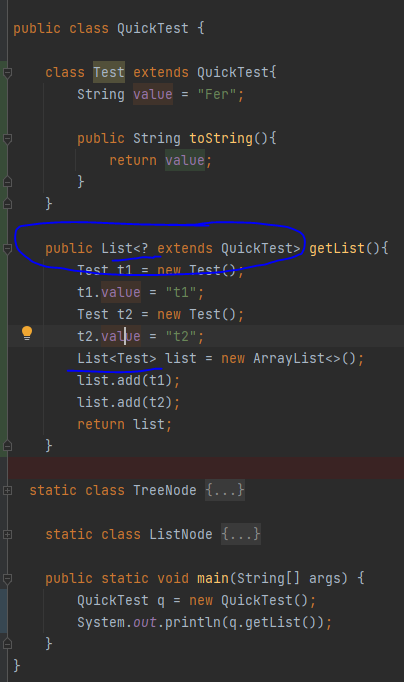 public class QuickTest {
class Test extends QuickTest{
String value = "Fer";
public String toString(){
return value;
}
}
public List<? extends QuickTest> getList(){
Test t1 = new Test();
t1.value = "t1";
Test t2 = new Test();
t2.value = "t2";
List<Test> list = new ArrayList<>();
list.add(t1);
list.add(t2);
return list;
}
static class TreeNode {...}
static class ListNode {...}
public static void main(String[] args) {
QuickTest q = new QuickTest();
System.out.println(q.getList());
}
}